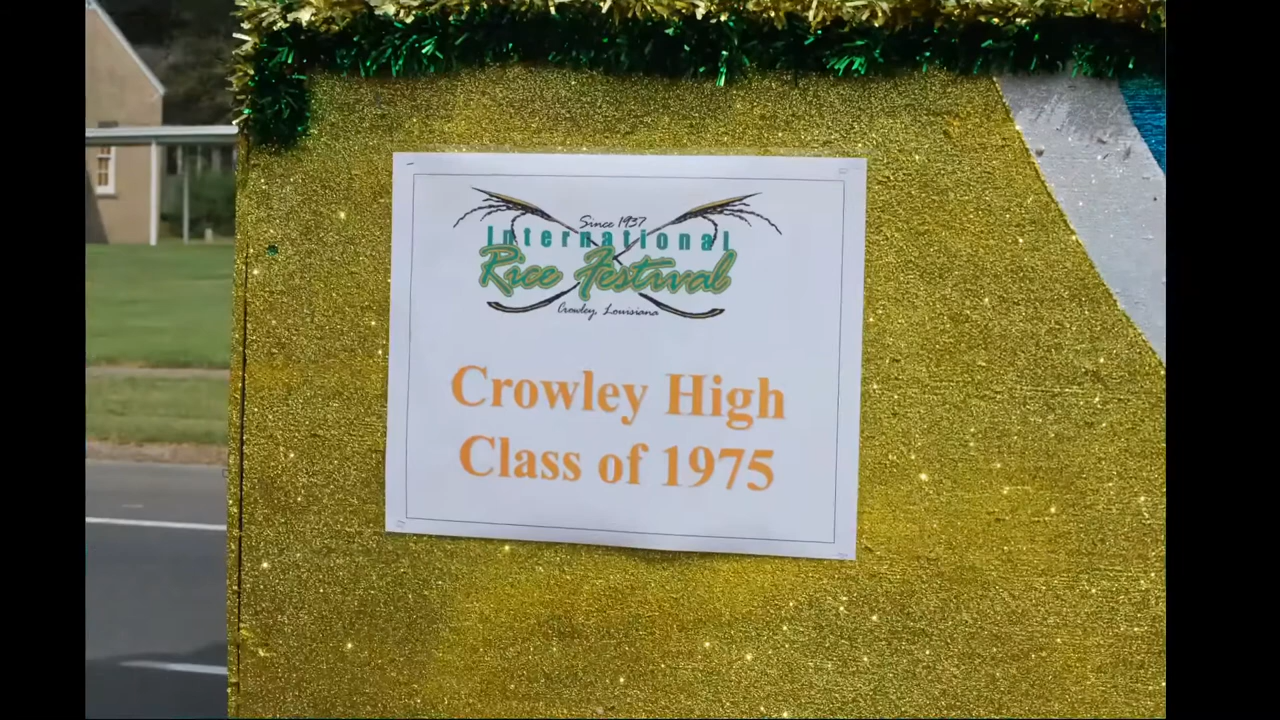 Since 1937
International
Rice Festival
Crowley, Louisiana
Crowley High
Class of 1975